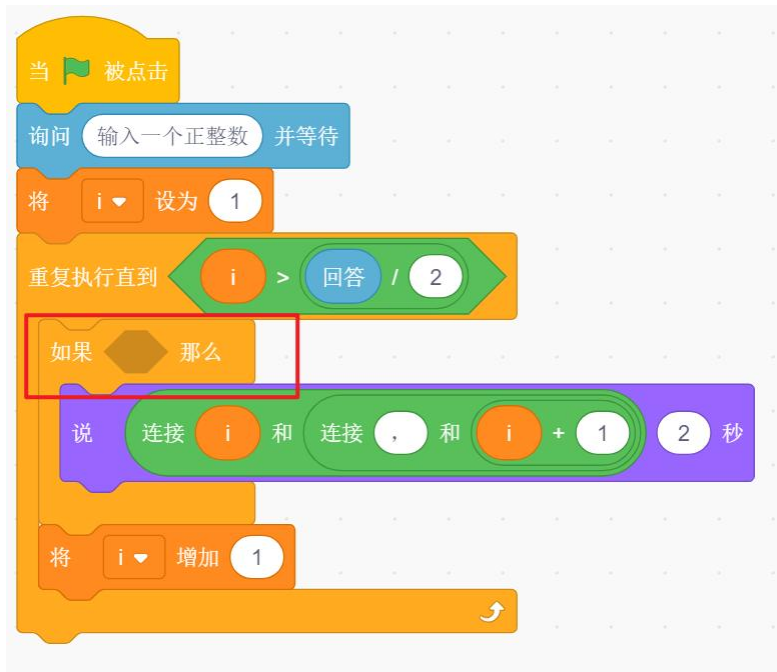 当 被点击
询问 输入一个正整数 并等待
将 i 设为 1
重复执行直到 i > 回答 / 2
如果 那么
说 连接 i 和 连接 , 和 i + 1 2 秒
将 i 增加 1